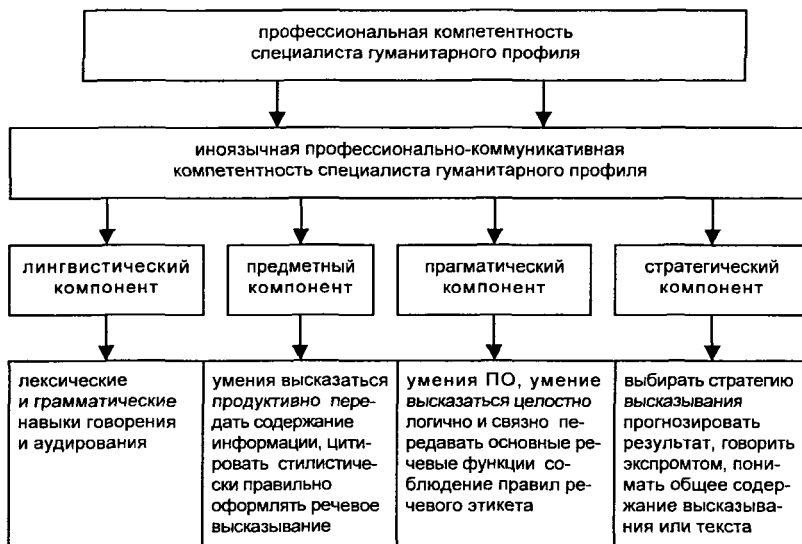 профессиональная компетентность
специалиста гуманитарного профиля
иноязычная профессионально-коммуникативная
компетентность специалиста гуманитарного профиля
лингвистический
компонент
предметный
компонент
прагматический
компонент
стратегический
компонент
лексические
и грамматические
навыки говорения
и аудирования
умения высказаться
продуктивно пере-
дать содержание
информации, цити-
ровать стилистиче-
ски правильно
оформлять речевое
высказывание
умения ПО, умение
высказаться целостно
логично и связно пе-
редавать основные ре-
чевые функции со-
блюдение правил ре-
чевого этикета
выбирать стратегию
высказывания
прогнозировать
результат, говорить
экспромтом, пони-
мать общее содер-
жание высказыва-
ния или текста